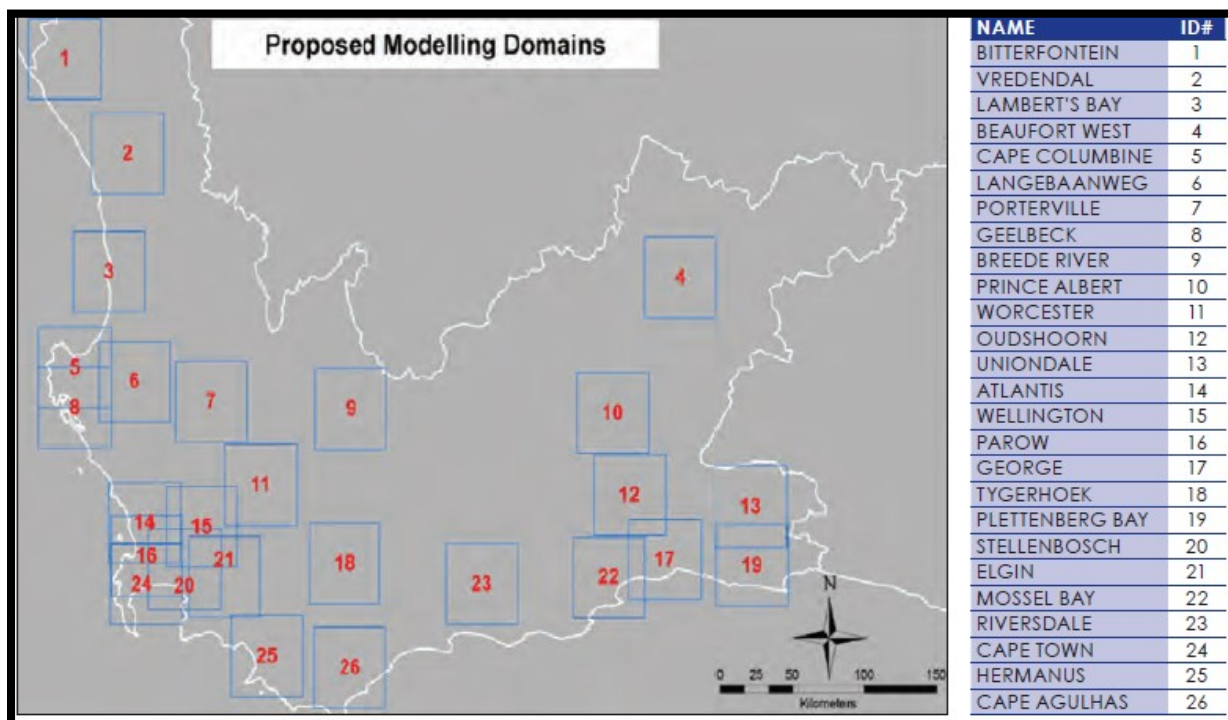 Proposed Modelling Domains
1
2
3
4
5
6
7
8
9
10
11
12
13
14
15
16
17
18
19
20
21
22
23
24
25
26
N
0 25 50 100 150
Kilometers
NAME ID#
BITTERFONTEIN 1
VREDENDAL 2
LAMBERT'S BAY 3
BEAUFORT WEST 4
CAPE COLUMBINE 5
LANGEBAANWEG 6
PORTERVILLE 7
GEELBECK 8
BREEDE RIVER 9
PRINCE ALBERT 10
WORCESTER 11
OUDSHOORN 12
UNIONDALE 13
ATLANTIS 14
WELLINGTON 15
PAROW 16
GEORGE 17
TYGERHOEK 18
PLETTENBERG BAY 19
STELLENBOSCH 20
ELGIN 21
MOSSEL BAY 22
RIVERSDALE 23
CAPE TOWN 24
HERMANUS 25
CAPE AGULHAS 26